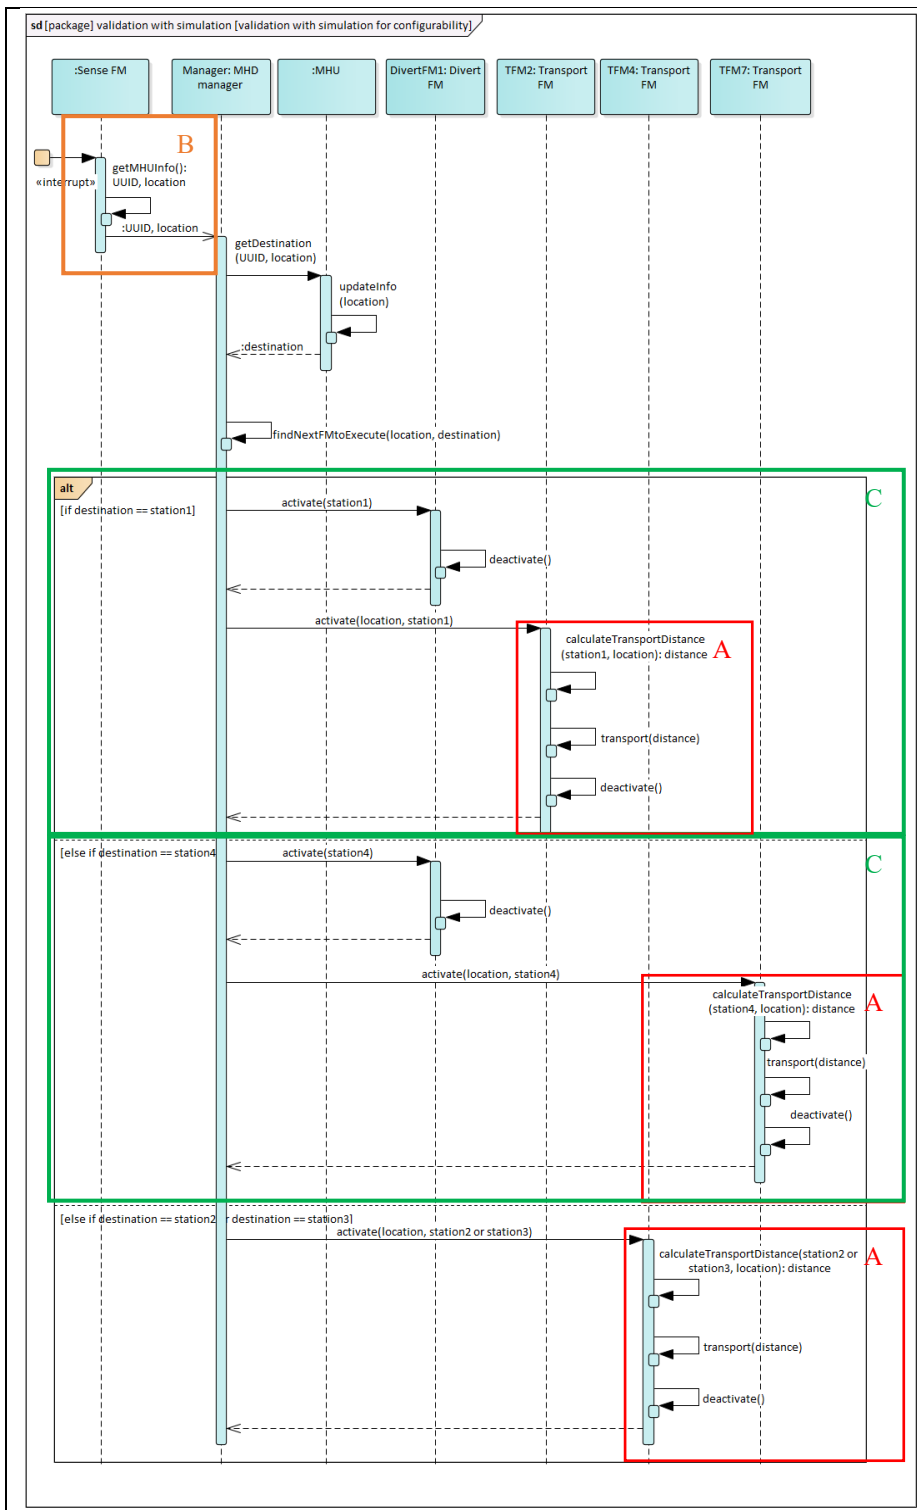 sd [package] validation with simulation [validation with simulation for configurability]
:Sense FM
Manager: MHD
manager
:MHU
DivertFM1: Divert
FM
TFM2: Transport
FM
TFM4: Transport
FM
TFM7: Transport
FM
B
«interrupt»
getMHUInfo():
UUID, location
:UUID, location
getDestination
(UUID, location)
updateInfo
(location)
:destination
findNextFMtoExecute(location, destination)
alt
C
[if destination == station1]
activate(station1)
deactivate()
activate(location, station1)
calculateTransportDistance
(station1, location): distance
A
transport(distance)
deactivate()
[else if destination == station4
activate(station4)
C
deactivate()
activate(location, station4)
calculateTransportDistance
(station4, location): distance
A
transport(distance)
deactivate()
[else if destination == station2 r destination == station3]
activate(location, station2 or station3)
calculateTransportDistance(station2 or
station3, location): distance
A
transport(distance)
deactivate()